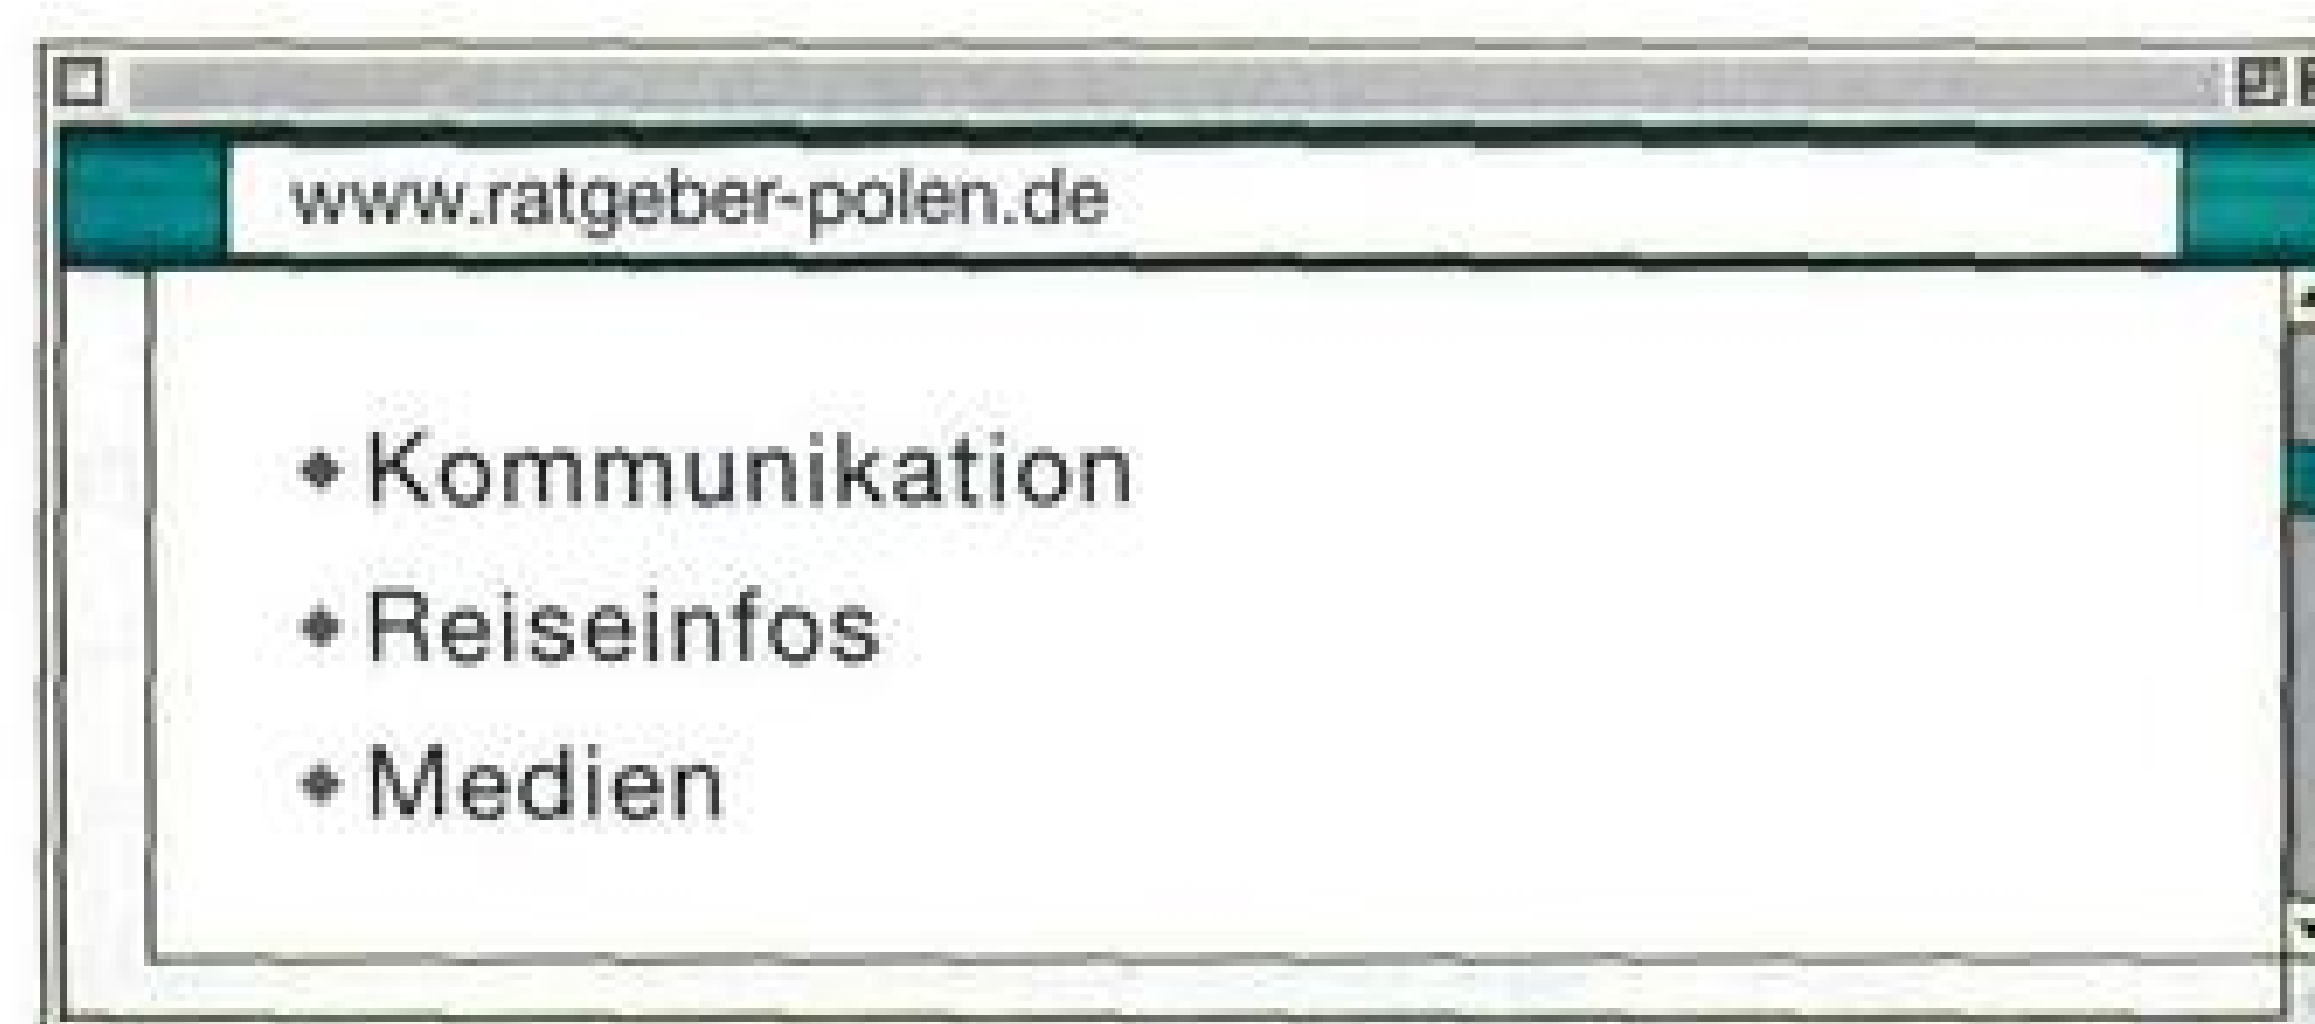 www.ratgeber-polen.de
• Kommunikation
• Reiseinfos
• Medien